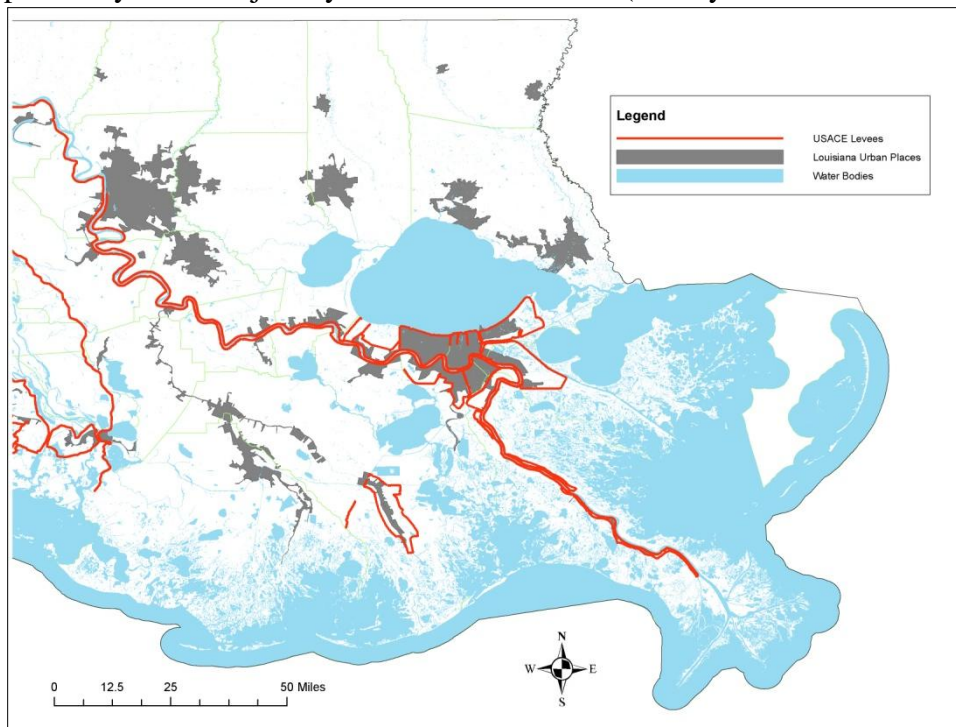 Legend
USACE Levees
Louisiana Urban Places
Water Bodies
N
W E
S
0 12.5 25 50 Miles